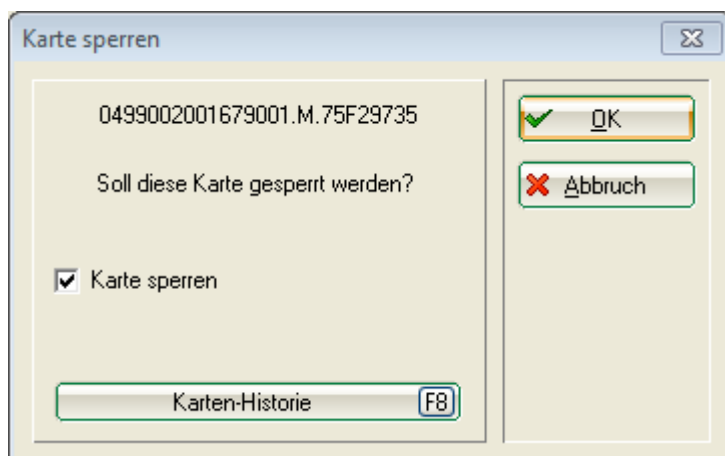 Karte sperren
0499002001679001.M.75F29735
Soll diese Karte gesperrt werden?
Karte sperren
Karten-Historie F8
OK
Abbruch